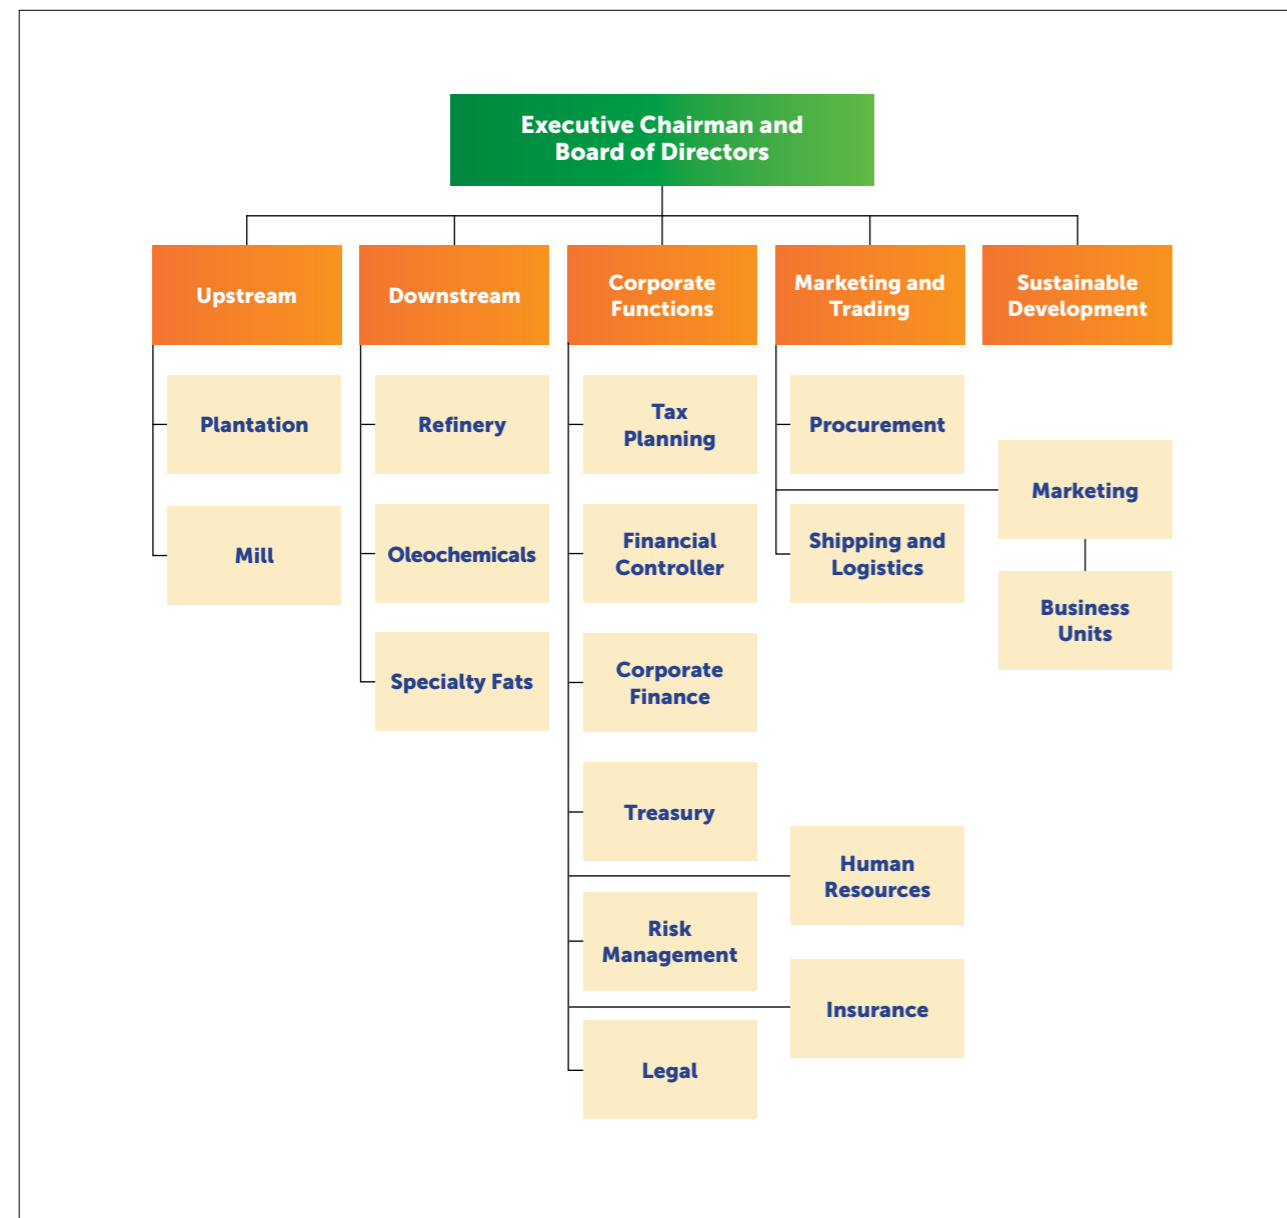 Executive Chairman and
Board of Directors
Upstream
Downstream
Corporate
Functions
Marketing and
Trading
Sustainable
Development
Plantation
Mill
Refinery
Oleochemicals
Specialty Fats
Tax
Planning
Financial
Controller
Corporate
Finance
Treasury
Risk
Management
Legal
Human
Resources
Insurance
Procurement
Shipping and
Logistics
Marketing
Business
Units